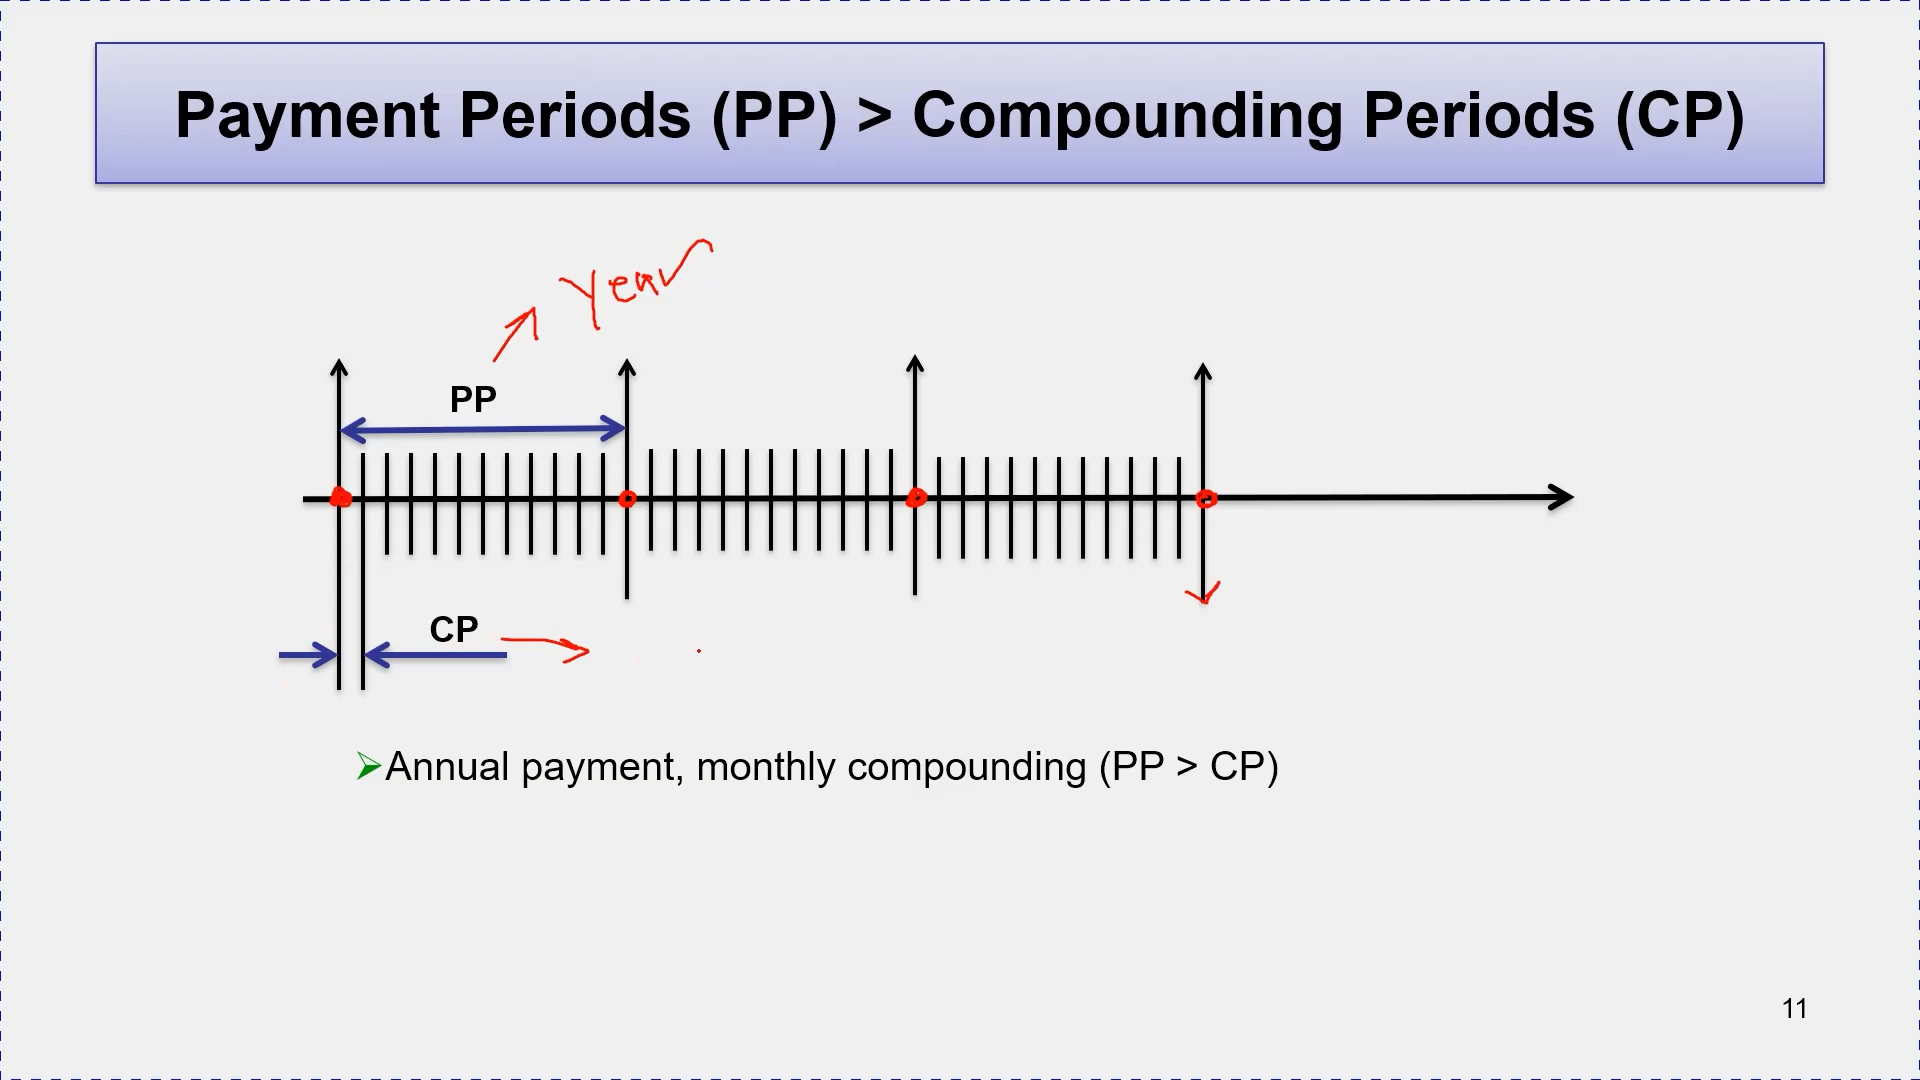 Payment Periods (PP) > Compounding Periods (CP)
Year
PP
CP
Annual payment, monthly compounding (PP > CP)
11